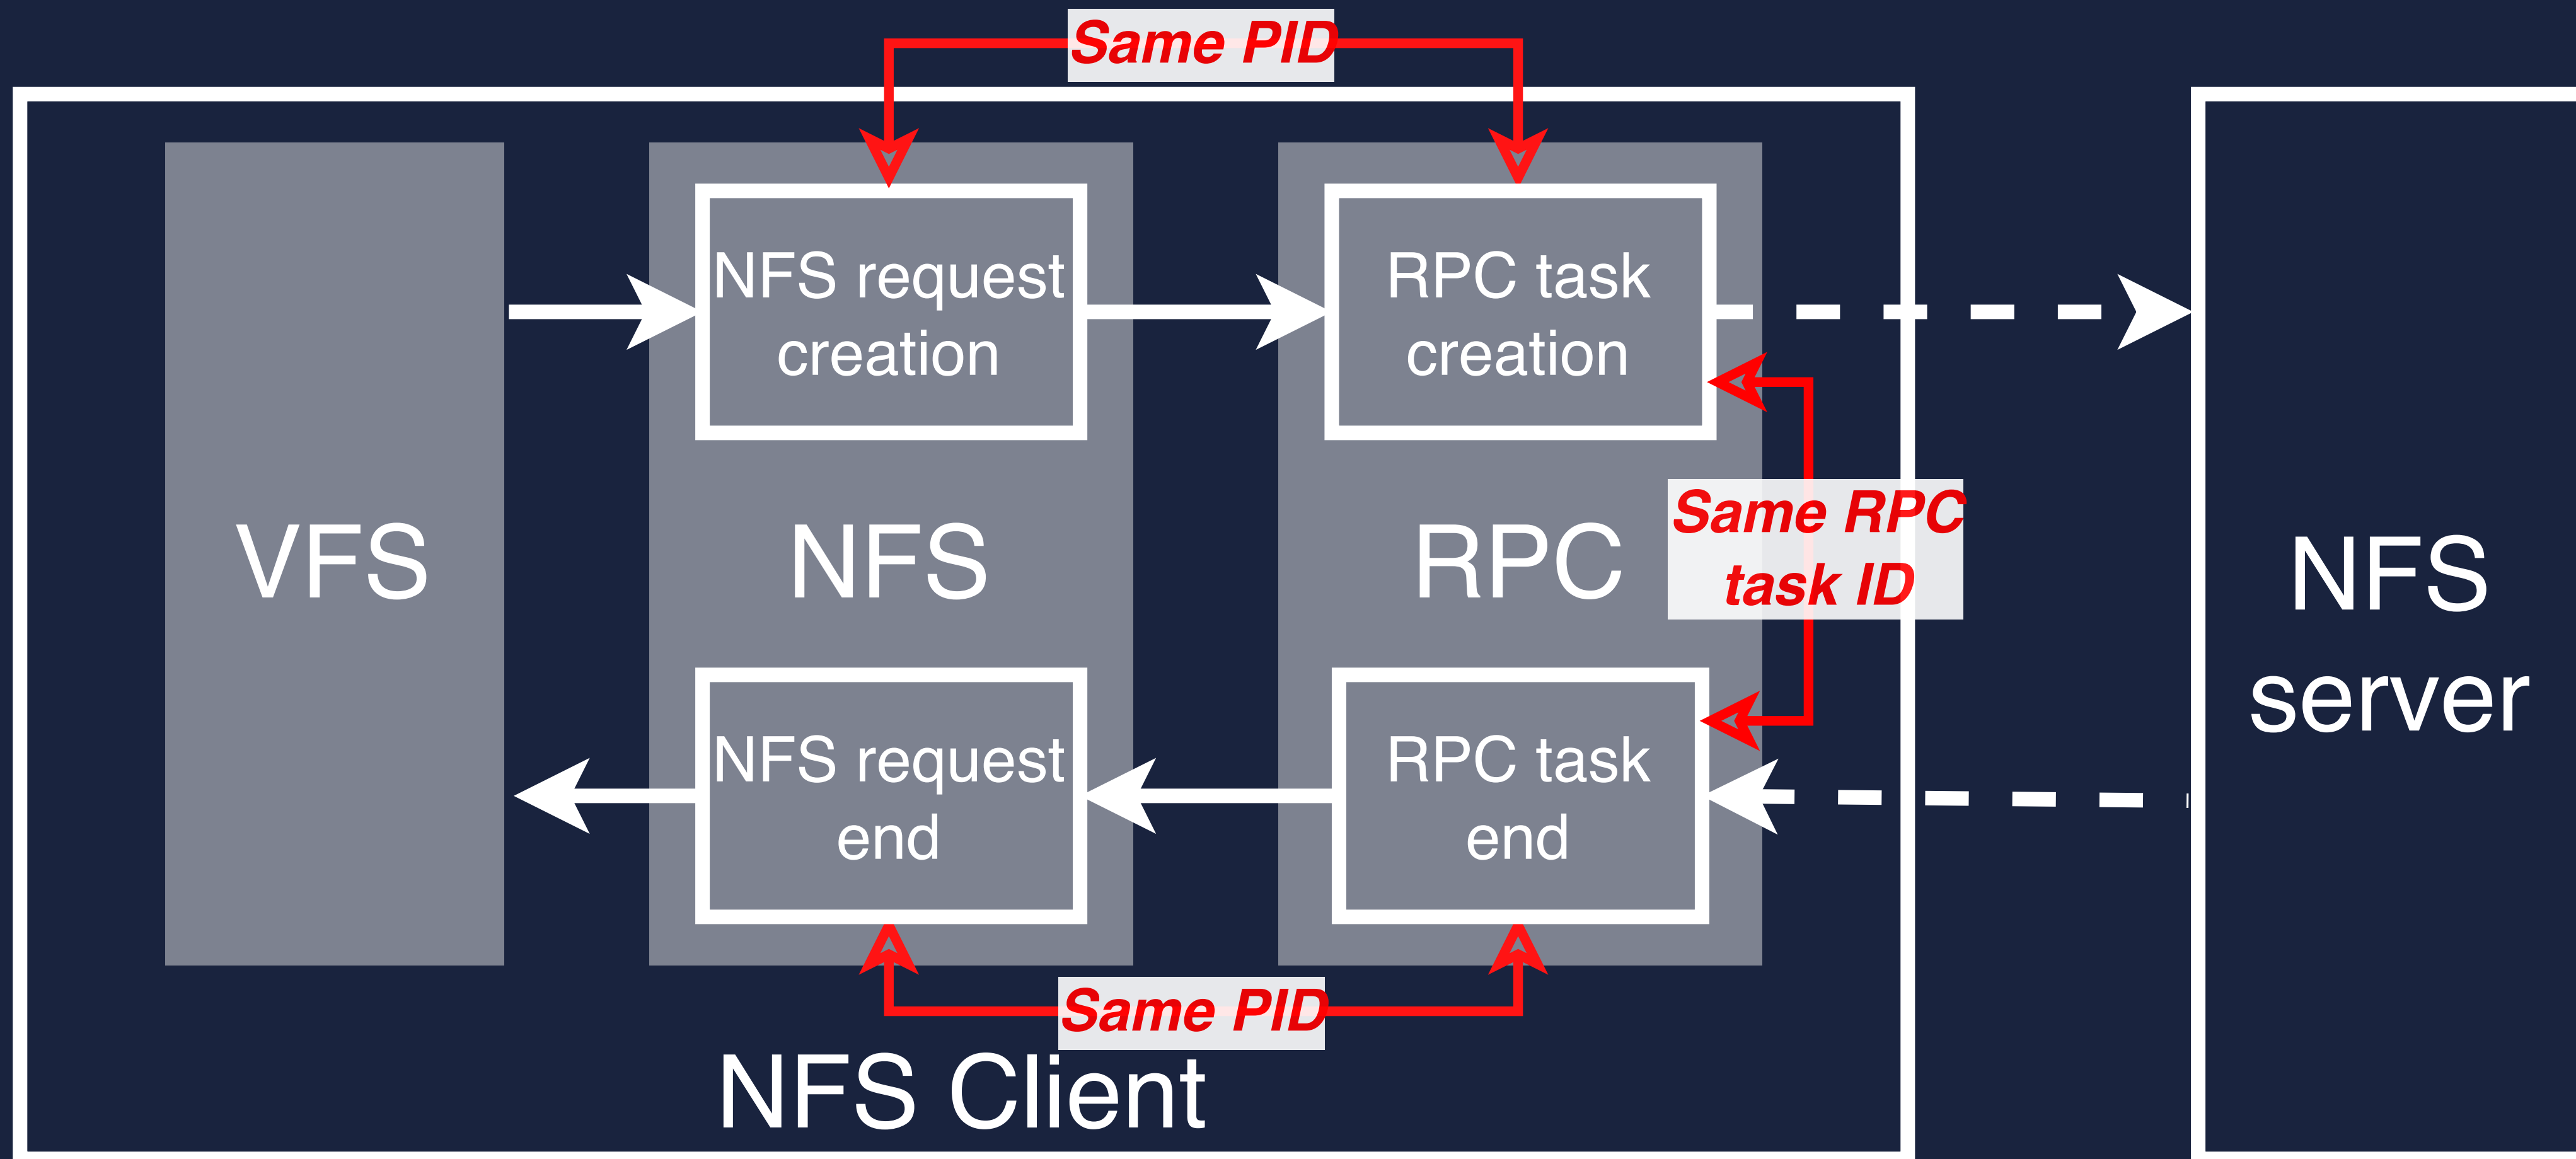 Same PID
NFS request
creation
RPC task
creation
VFS
NFS
RPC
Same RPC
task ID
NFS
server
NFS request
end
RPC task
end
Same PID
NFS Client